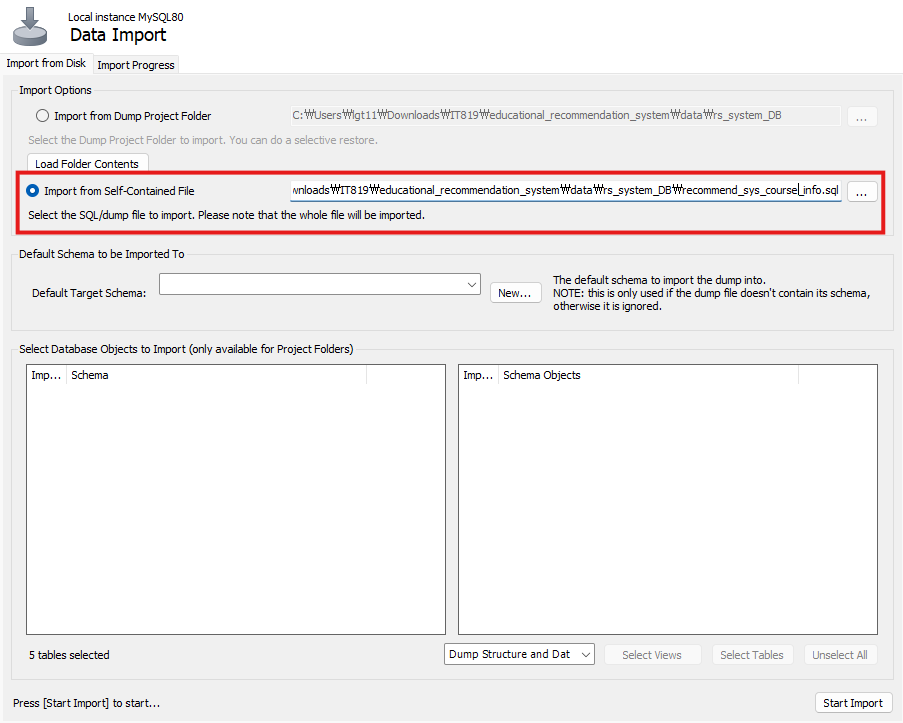 Local instance MySQL80
Data Import
Import from Disk
Import Progress
Import Options
Import from Dump Project Folder
C:₩Users₩lgt11₩Downloads₩IT819₩educational_recommendation_system₩data₩rs_system_DB
...
Select the Dump Project Folder to import. You can do a selective restore.
Load Folder Contents
Import from Self-Contained File
wnloads₩IT819₩educational_recommendation_system₩data₩rs_system_DB₩recommend_sys_course_info.sql
...
Select the SQL/dump file to import. Please note that the whole file will be imported.
Default Schema to be Imported To
Default Target Schema:
New...
The default schema to import the dump into.
NOTE: this is only used if the dump file doesn't contain its schema,
otherwise it is ignored.
Select Database Objects to Import (only available for Project Folders)
Imp... Schema
Imp... Schema Objects
5 tables selected
Dump Structure and Dat
Select Views
Select Tables
Unselect All
Press [Start Import] to start...
Start Import